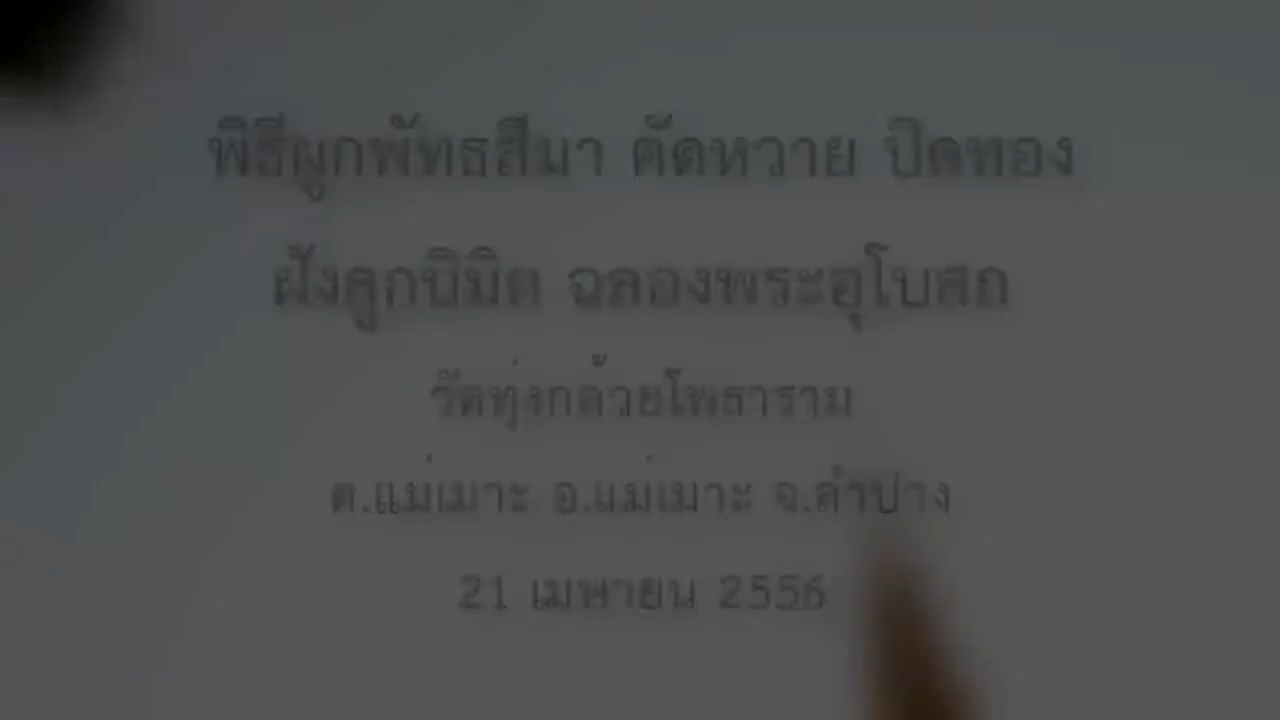 พิธีผูกพัทธสีมา ตัดหวาย ปิดทอง
ฝังลูกนิมิต ฉลองพระอุโบสถ
วัดทุ่งกล้วยโพธาราม
ต.แม่เมาะ อ.แม่เมาะ จ.ลำปาง
21 เมษายน 2556